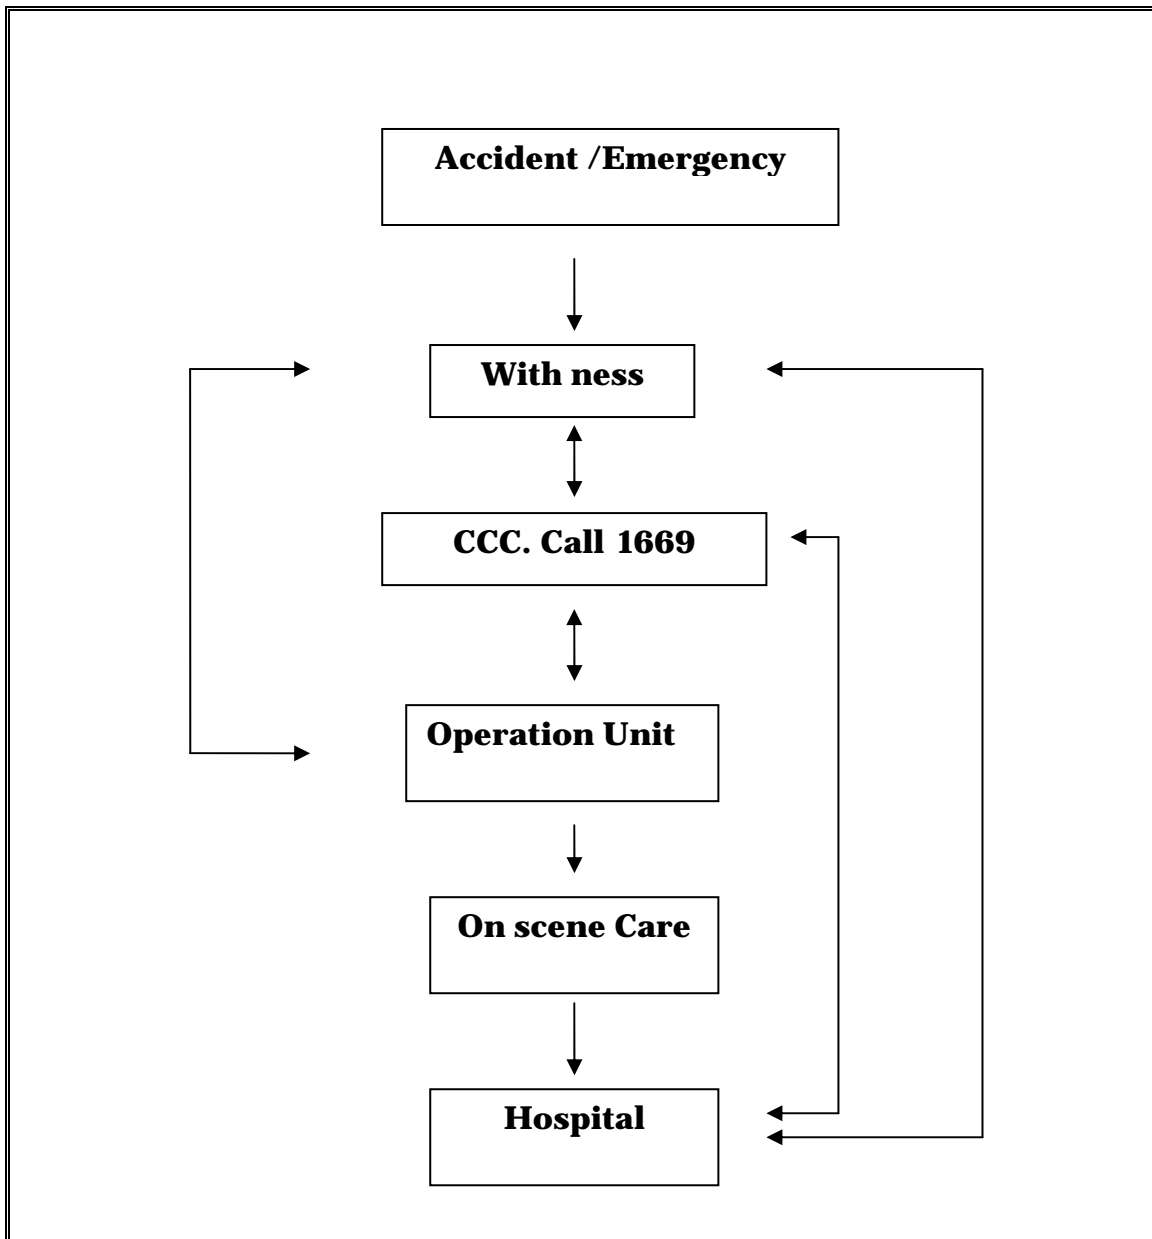 Accident /Emergency
With ness
CCC. Call 1669
Operation Unit
On scene Care
Hospital